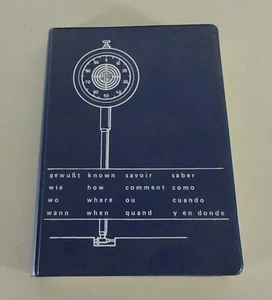 gewußt known savoir saber
wie how comment como
wo where ou cuando
wann when quand y en donde